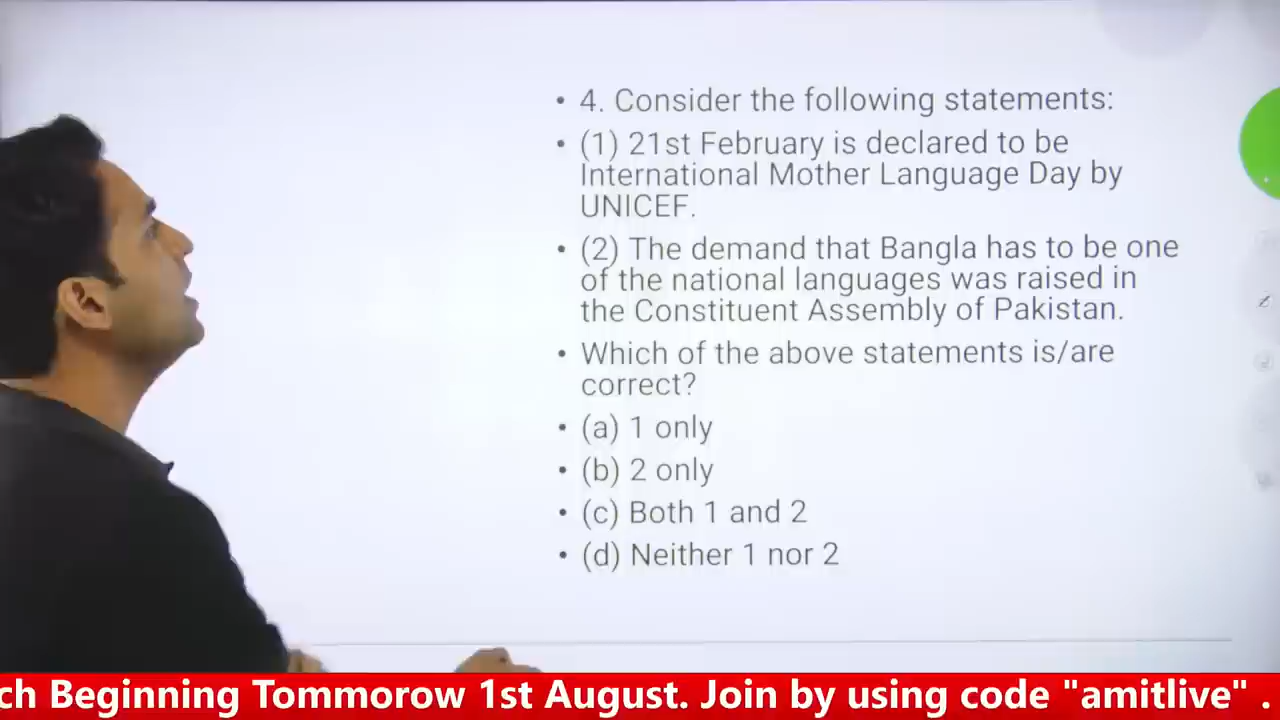 • 4. Consider the following statements:
• (1) 21st February is declared to be
International Mother Language Day by
UNICEF.
• (2) The demand that Bangla has to be one
of the national languages was raised in
the Constituent Assembly of Pakistan.
• Which of the above statements is/are
correct?
• (a) 1 only
• (b) 2 only
• (c) Both 1 and 2
• (d) Neither 1 nor 2
ch Beginning Tommorow 1st August. Join by using code "amitlive" .